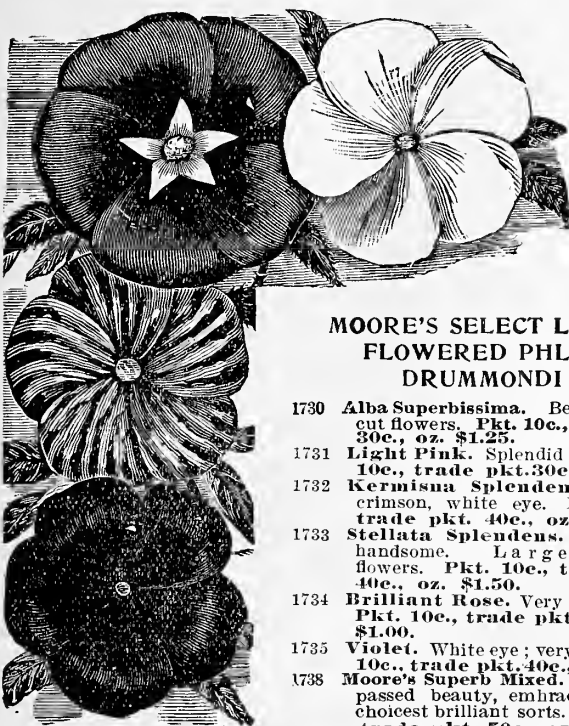 MOORE'S SELECT L
FLOWERED PHL
DRUMMONDI
1730 Alba Superbissima. Be
cut flowers. Pkt. 10c.,
30c., oz. $1.25.
1731 Light Pink. Splendid
10c., trade pkt. 30c
1732 Kermisna Splenden
crimson, white eye.
trade pkt. 40c., oz
1733 Stellata Splendens.
handsome. Large
flowers. Pkt. 10c., t
40c., oz. $1.50.
1734 Brilliant Rose. Very
Pkt. 10c., trade pkt
$1.00.
1735 Violet. White eye; very
10c., trade pkt. 40c.,
1738 Moore's Superb Mixed.
passed beauty, embrac
choicest brilliant sorts.